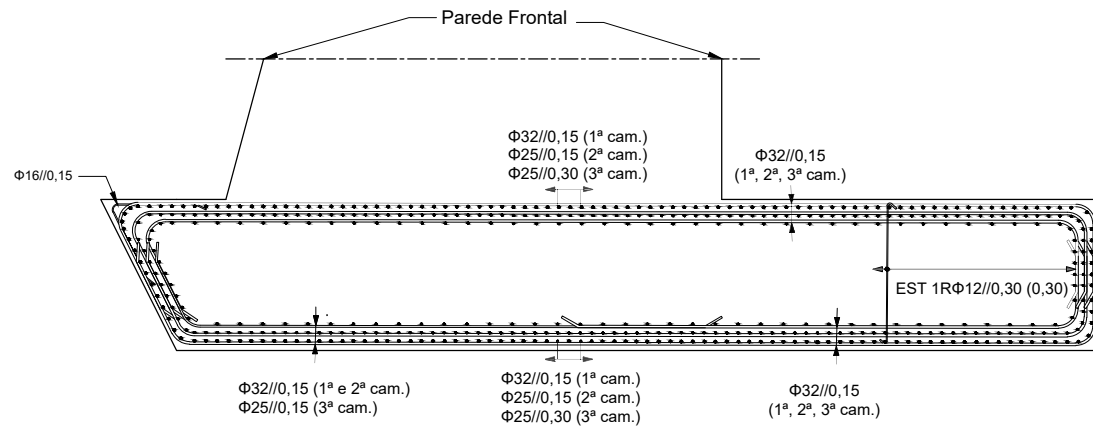 Parede Frontal
Φ32//0,15 (1ª cam.)
Φ25//0,15 (2ª cam.)
Φ25//0,30 (3ª cam.)
Φ32//0,15
(1ª, 2ª, 3ª cam.)
Φ16//0,15
EST 1RΦ12//0,30 (0,30)
Φ32//0,15 (1ª e 2ª cam.)
Φ25//0,15 (3ª cam.)
Φ32//0,15 (1ª cam.)
Φ25//0,15 (2ª cam.)
Φ25//0,30 (3ª cam.)
Φ32//0,15
(1ª, 2ª, 3ª cam.)